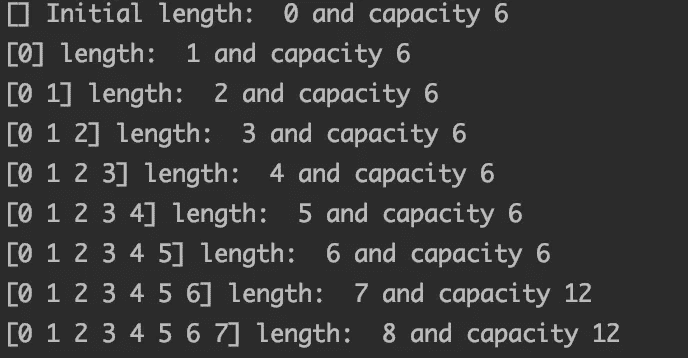 [] Initial length:  0 and capacity 6
[0] length:  1 and capacity 6
[0 1] length:  2 and capacity 6
[0 1 2] length:  3 and capacity 6
[0 1 2 3] length:  4 and capacity 6
[0 1 2 3 4] length:  5 and capacity 6
[0 1 2 3 4 5] length:  6 and capacity 6
[0 1 2 3 4 5 6] length:  7 and capacity 12
[0 1 2 3 4 5 6 7] length:  8 and capacity 12